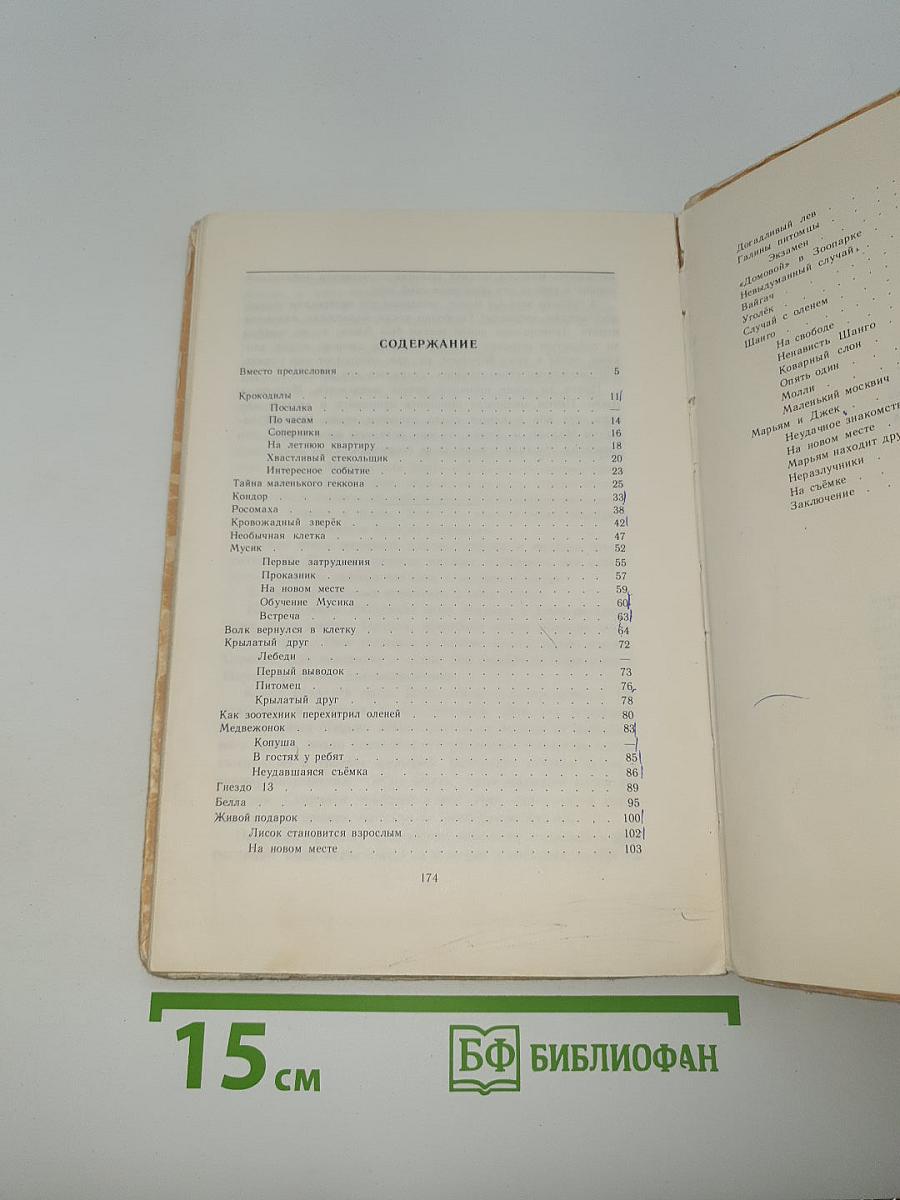 СОДЕРЖАНИЕ
Вместо предисловия . . . 5
Крокодилы . . . 11
Посылка . . . —
По часам . . . 14
Соперники . . . 16
На летнюю квартиру . . . 18
Хвастливый стекольщик . . . 20
Интересное событие . . . 23
Тайна маленького геккона . . . 25
Кондор . . . 33
Росомаха . . . 38
Кровожадный зверёк . . . 42
Необычная клетка . . . 47
Мусик . . . 52
Первые затруднения . . . 55
Проказник . . . 57
На новом месте . . . 59
Обучение Мусика . . . 60
Встреча . . . 63
Волк вернулся в клетку . . . 64
Крылатый друг . . . 72
Лебеди . . . —
Первый выводок . . . 73
Питомец . . . 76
Крылатый друг . . . 78
Как зоотехник перехитрил оленей . . . 80
Медвежонок . . . 83
Копуша . . . —
В гостях у ребят . . . 85
Неудавшаяся съёмка . . . 86
Гнездо 13 . . . 89
Белла . . . 95
Живой подарок . . . 100
Лисок становится взрослым . . . 102
На новом месте . . . 103
174
Догадливый лев . . .
Галины питомцы . . .
Экзамен . . .
«Домовой» в Зоопарке . . .
Невыдуманный случай . . .
Вайгач . . .
Уголёк . . .
Случай с оленем . . .
Шанго . . .
На свободе . . .
Ненависть Шанго . . .
Коварный слон . . .
Опять один . . .
Молли . . .
Маленький москвич
Марьям и Джек . . .
Неудачное знакомств
На новом месте . . .
Марьям находит дру
Неразлучники . . .
На съёмке . . .
Заключение . . .
15 см
БФ БИБЛИОФАН